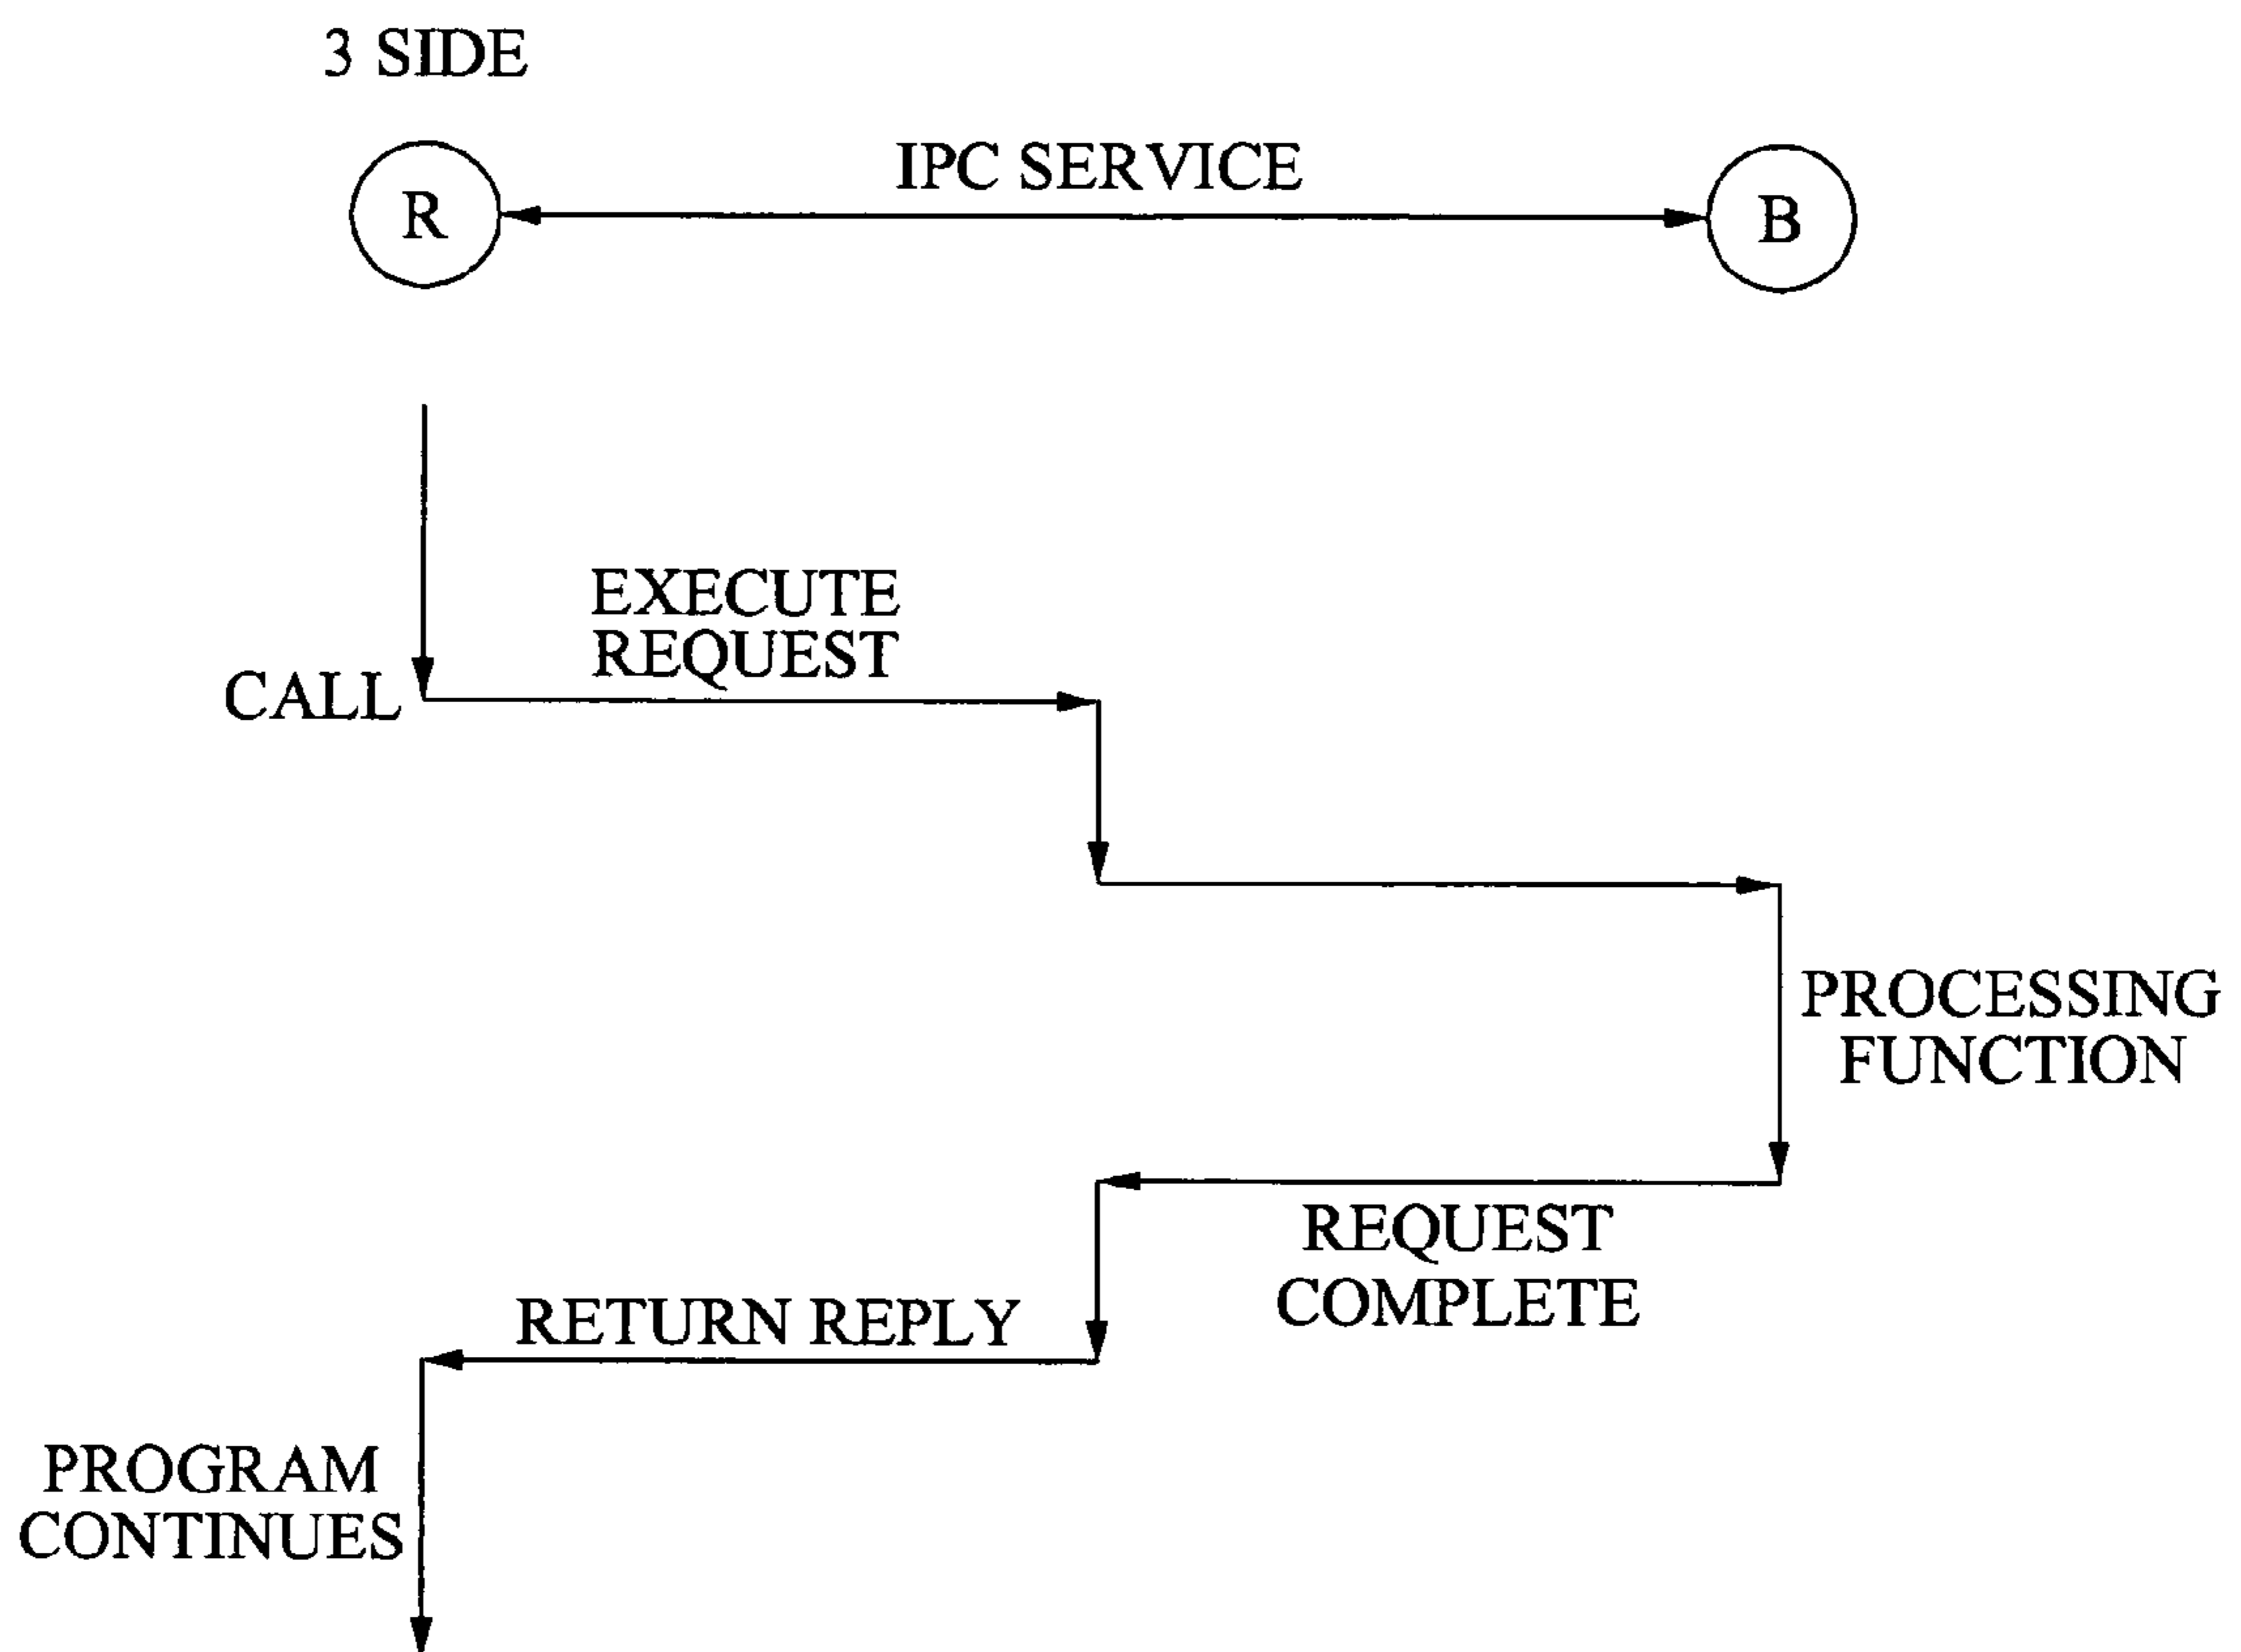 3 SIDE
IPC SERVICE
R
B
EXECUTE
REQUEST
CALL
PROCESSING
FUNCTION
REQUEST
COMPLETE
RETURN REPLY
PROGRAM
CONTINUES